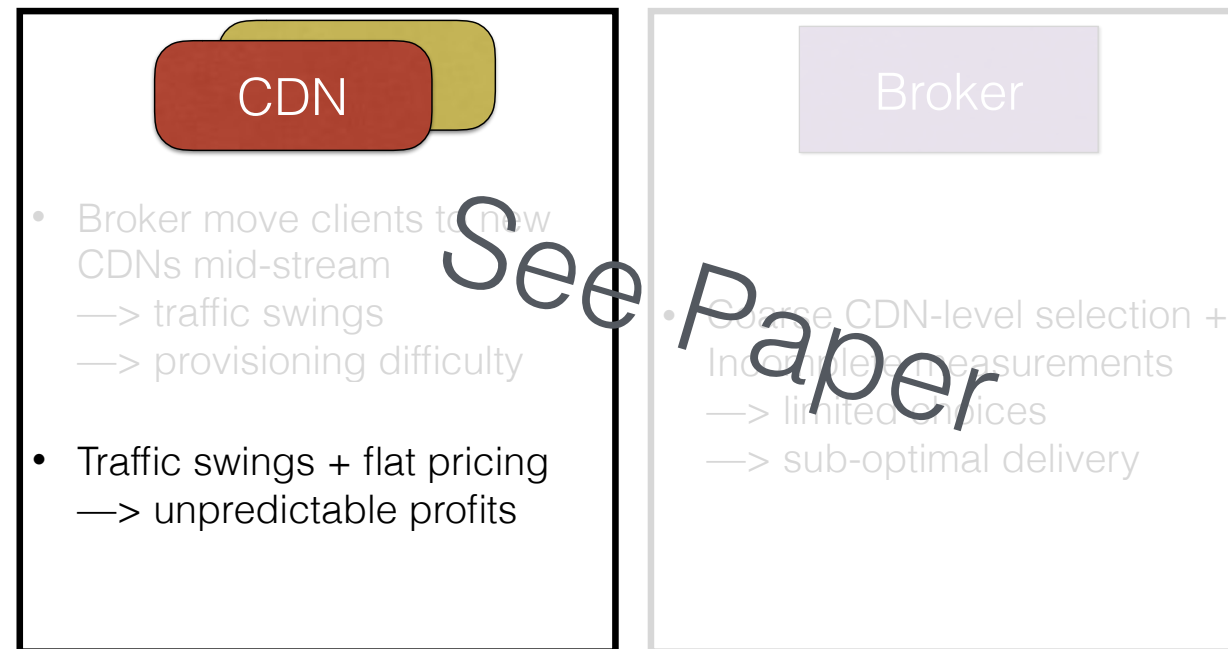 CDN
• Broker move clients to new
CDNs mid-stream
—> traffic swings
—> provisioning difficulty
• Traffic swings + flat pricing
—> unpredictable profits
Broker
• Coarse CDN-level selection +
Incomplete measurements
—> limited choices
—> sub-optimal delivery
See Paper